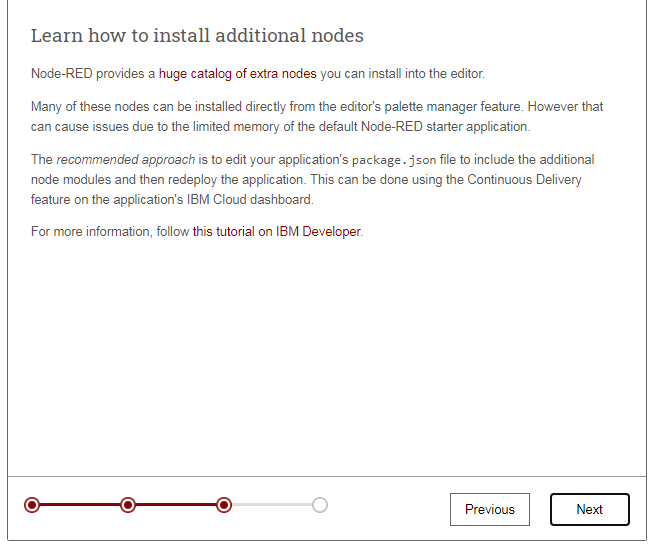 Learn how to install additional nodes
Node-RED provides a huge catalog of extra nodes you can install into the editor.
Many of these nodes can be installed directly from the editor's palette manager feature. However that
can cause issues due to the limited memory of the default Node-RED starter application.
The recommended approach is to edit your application's package.json file to include the additional
node modules and then redeploy the application. This can be done using the Continuous Delivery
feature on the application's IBM Cloud dashboard.
For more information, follow this tutorial on IBM Developer.
Previous
Next